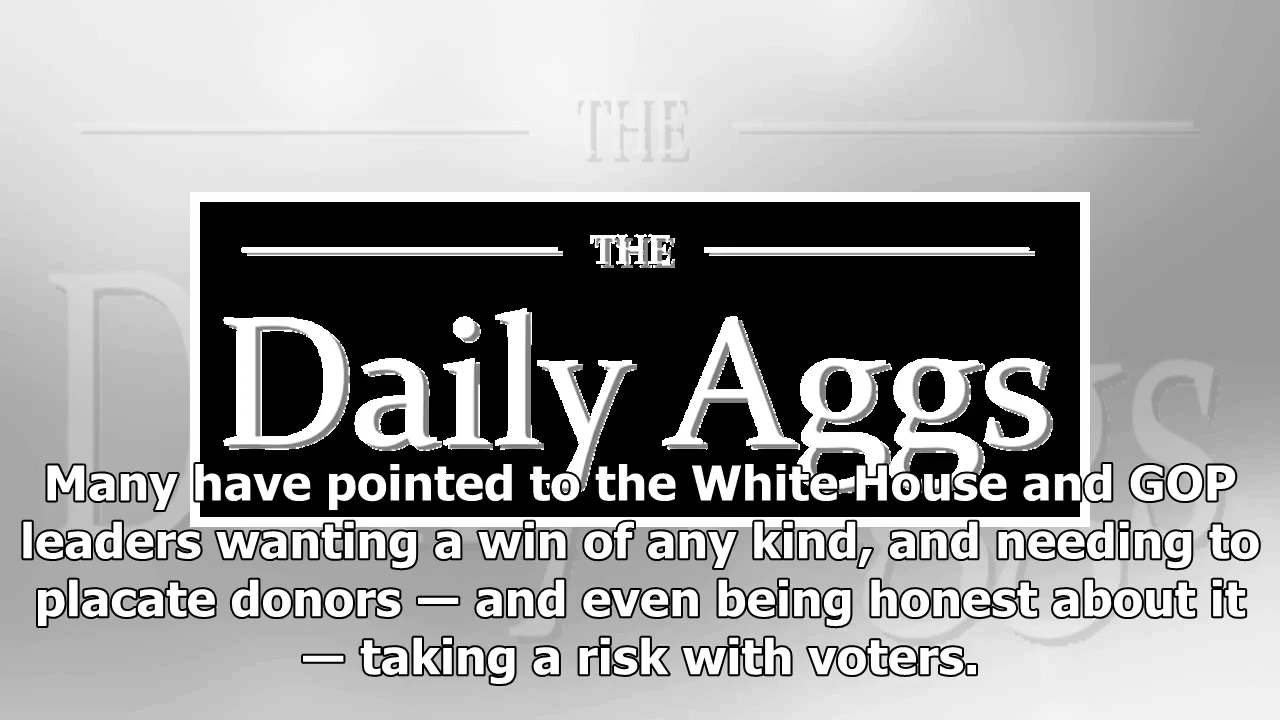 THE
THE
Daily Aggs
Many have pointed to the White House and GOP
leaders wanting a win of any kind, and needing to
placate donors — and even being honest about it
— taking a risk with voters.